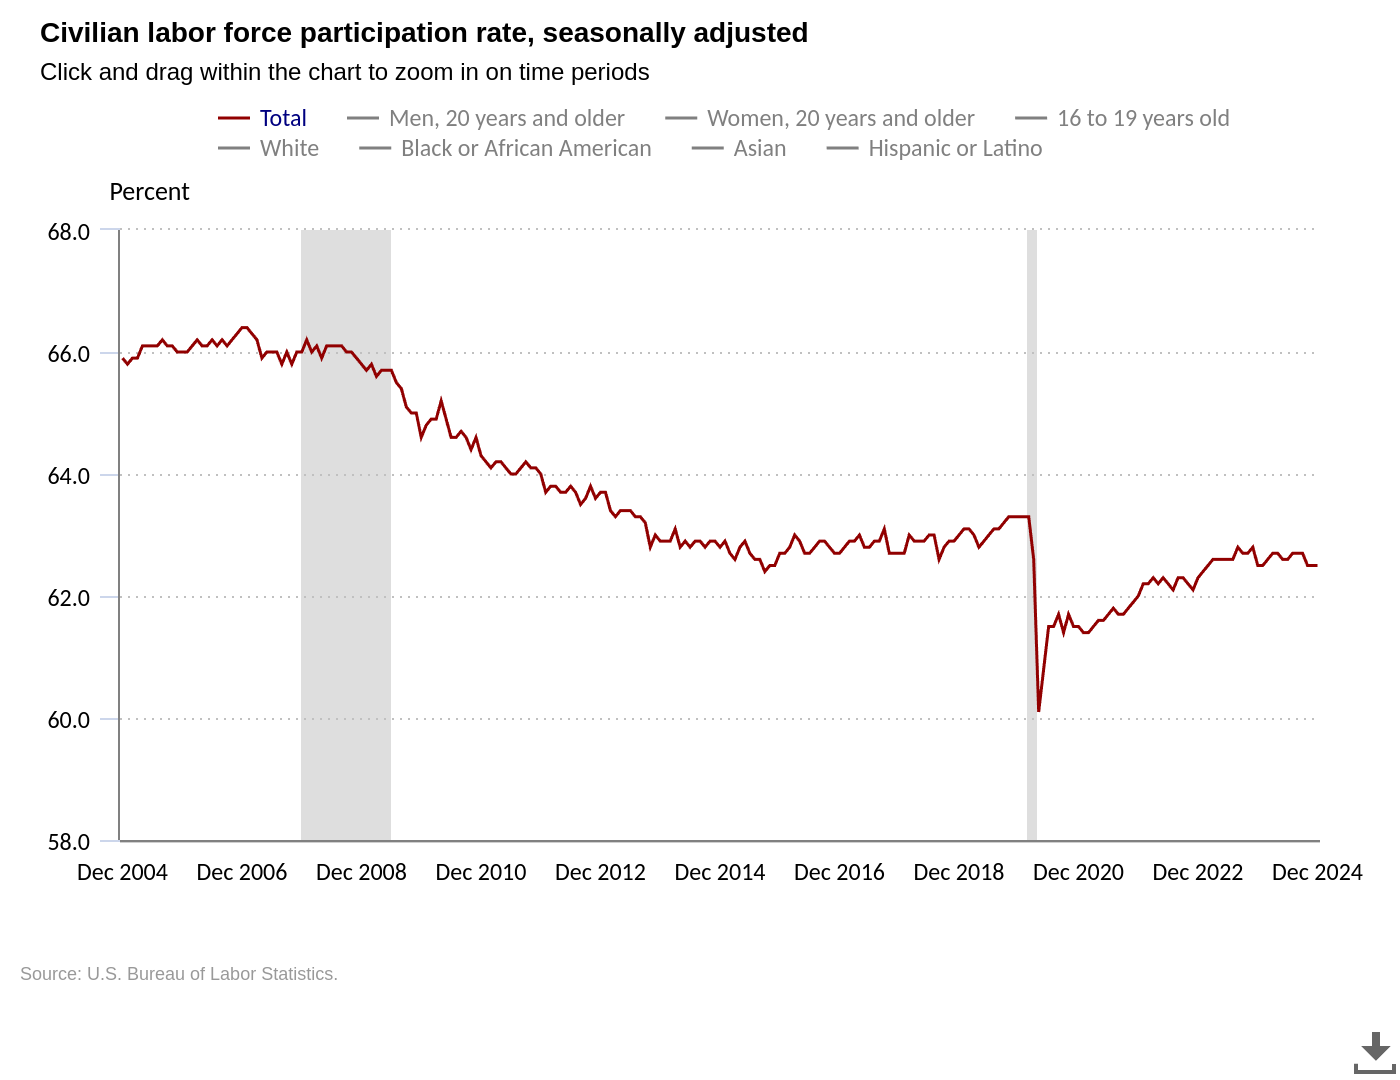 Civilian labor force participation rate, seasonally adjusted
Click and drag within the chart to zoom in on time periods
Total Men, 20 years and older Women, 20 years and older 16 to 19 years old
White Black or African American Asian Hispanic or Latino
Percent
68.0
66.0
64.0
62.0
60.0
58.0
Dec 2004 Dec 2006 Dec 2008 Dec 2010 Dec 2012 Dec 2014 Dec 2016 Dec 2018 Dec 2020 Dec 2022 Dec 2024
Source: U.S. Bureau of Labor Statistics.